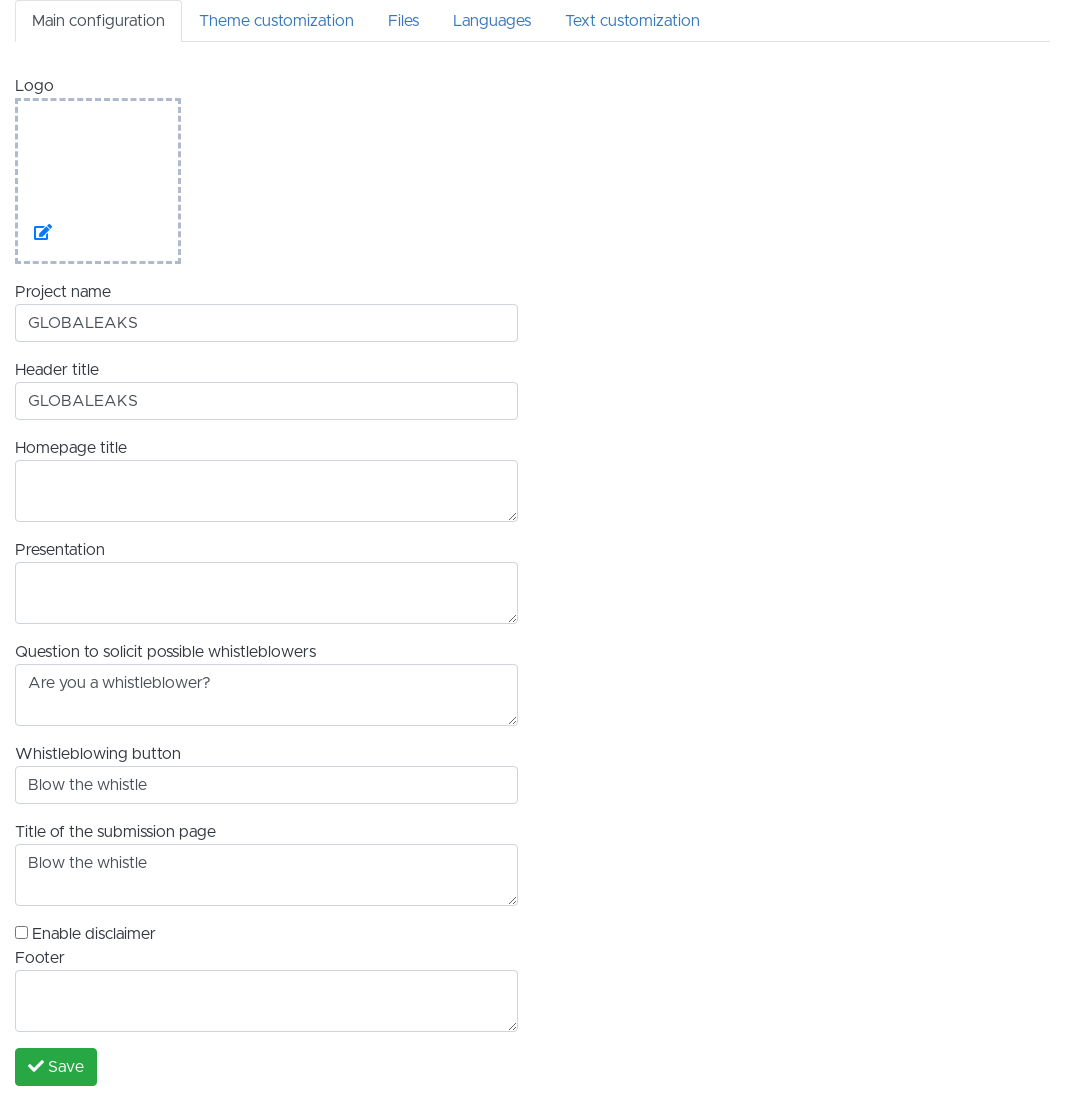 Main configuration Theme customization Files Languages Text customization
Logo
Project name
GLOBALEAKS
Header title
GLOBALEAKS
Homepage title
Presentation
Question to solicit possible whistleblowers
Are you a whistleblower?
Whistleblowing button
Blow the whistle
Title of the submission page
Blow the whistle
Enable disclaimer
Footer
Save